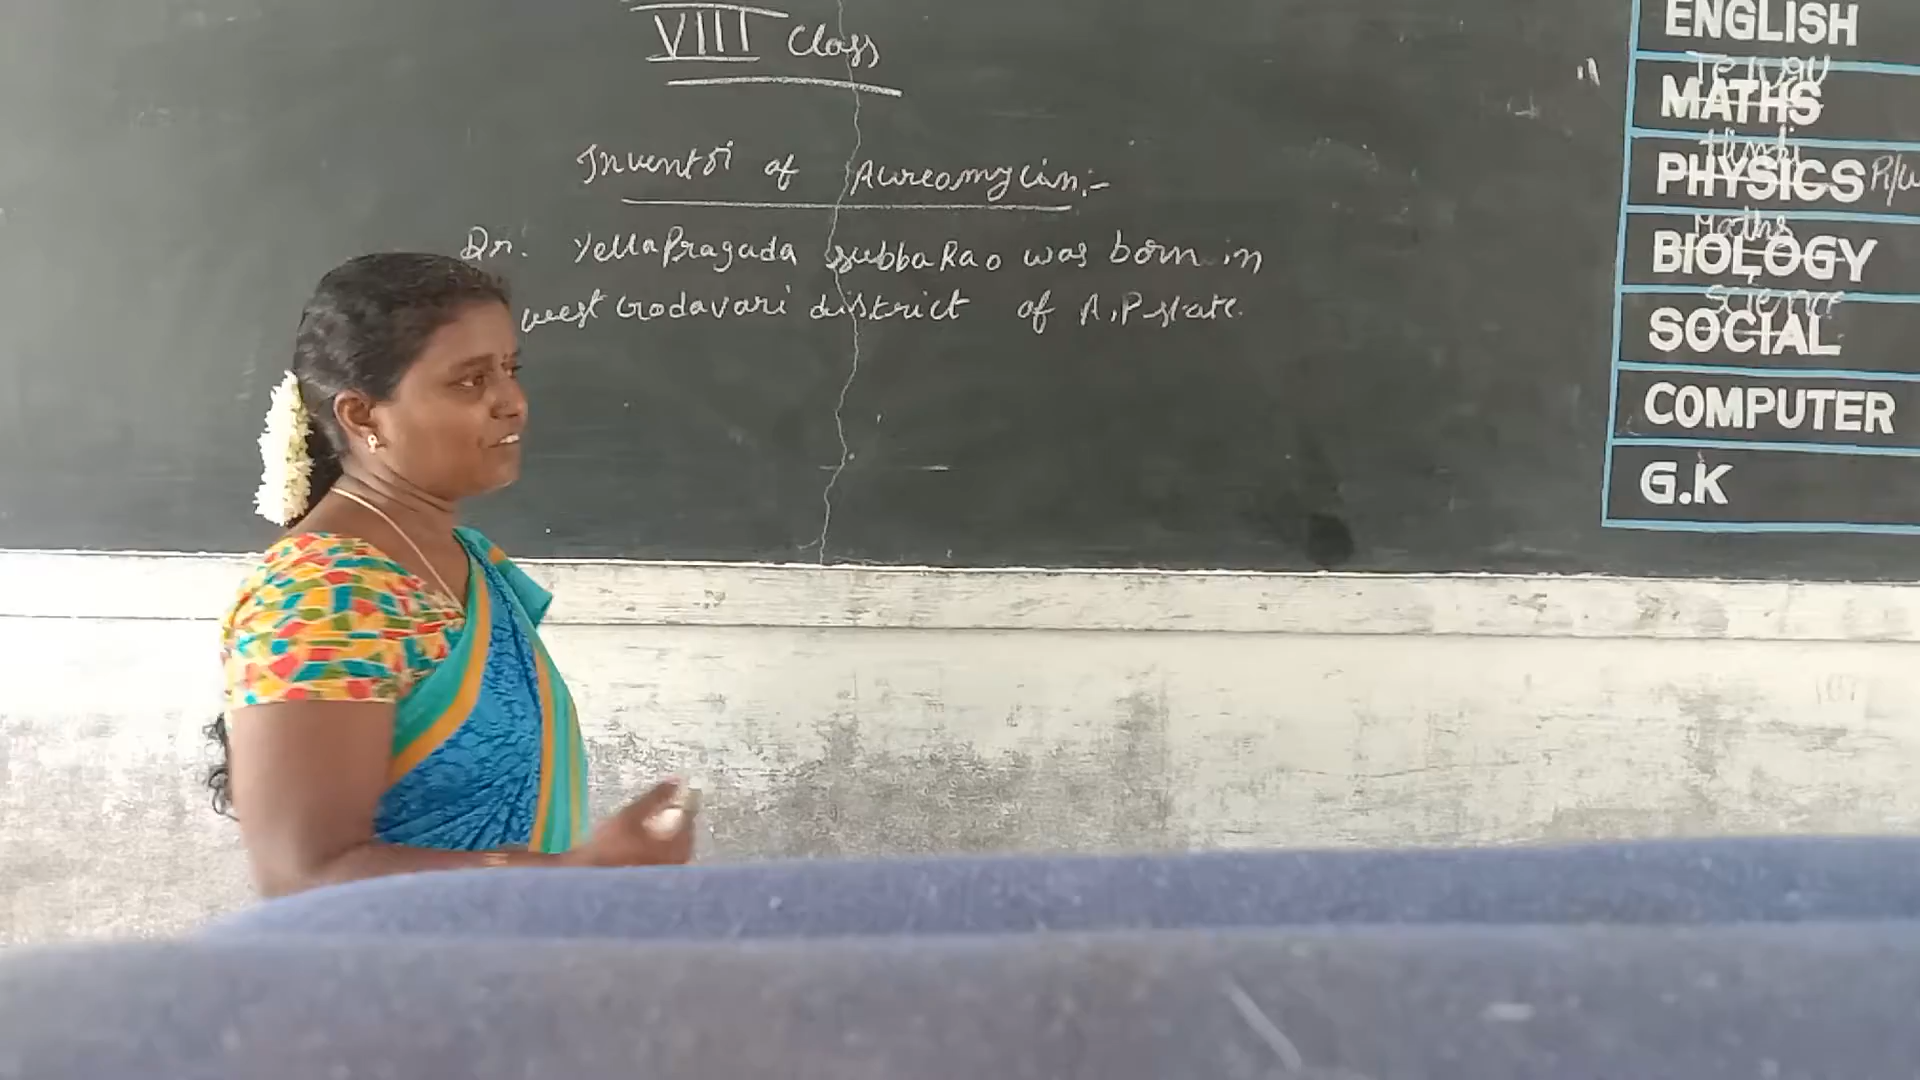 VIII Class
Inventor of Aureomycin:-
Dr. Yellapragada SubbaRao was born in
west Godavari district of A.P state.
ENGLISH
Telugu
MATHS
Hindi
PHYSICS
Maths
BIOLOGY
Science
SOCIAL
COMPUTER
G.K